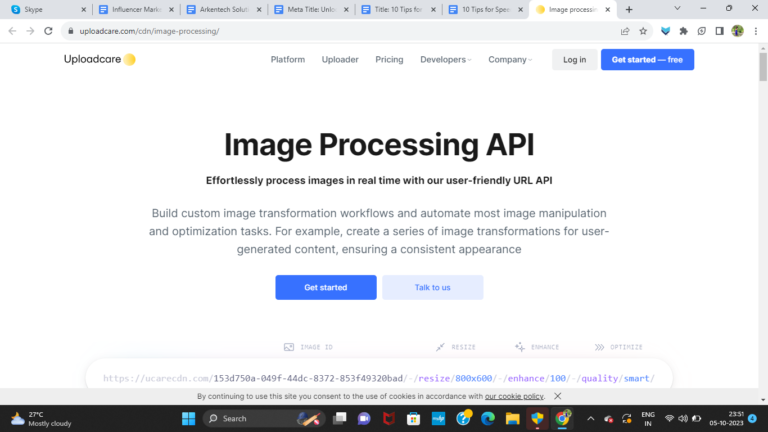 Skype
Influencer Mark
Arkentech Solut
Meta Title: Unlo
Title: 10 Tips for
10 Tips for Spe
Image processin
uploadcare.com/cdn/image-processing/
Uploadcare
Platform
Uploader
Pricing
Developers
Company
Log in
Get started — free
Image Processing API
Effortlessly process images in real time with our user-friendly URL API
Build custom image transformation workflows and automate most image manipulation
and optimization tasks. For example, create a series of image transformations for user-
generated content, ensuring a consistent appearance
Get started
Talk to us
IMAGE ID
RESIZE
ENHANCE
OPTIMIZE
https://ucarecdn.com/153d750a-049f-44dc-8372-853f49320bad/-/resize/800x600/-/enhance/100/-/quality/smart/
By continuing to use this site you consent to the use of cookies in accordance with our cookie policy.
27°C
Mostly cloudy
Search
ENG
IN
23:51
05-10-2023